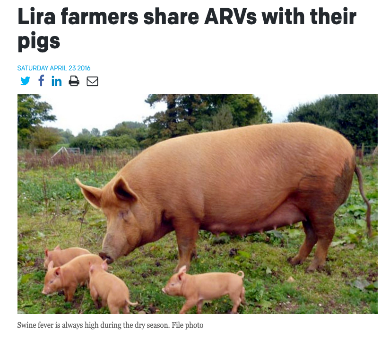 Lira farmers share ARVs with their
pigs
SATURDAY APRIL 23 2016
Swine fever is always high during the dry season. File photo